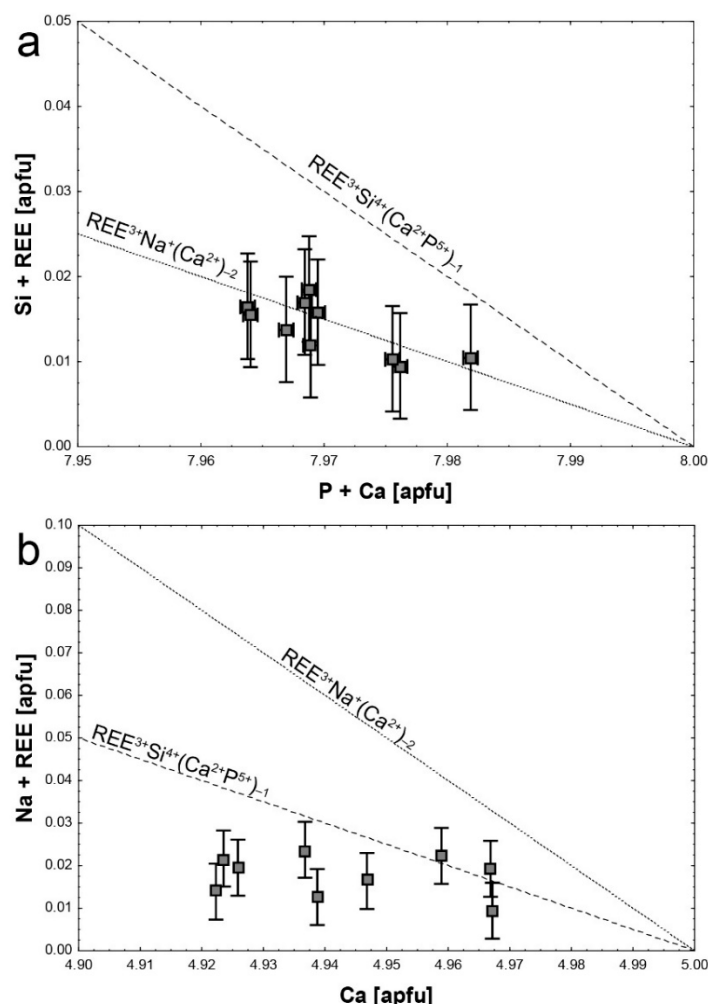 a
0.05
0.04
0.03
0.02
0.01
0.00
Si + REE [apfu]
REE³⁺Si⁴⁺(Ca²⁺P⁵⁺)₋₁
REE³⁺Na⁺(Ca²⁺)₋₂
7.95 7.96 7.97 7.98 7.99 8.00
P + Ca [apfu]
b
0.10
0.09
0.08
0.07
0.06
0.05
0.04
0.03
0.02
0.01
0.00
Na + REE [apfu]
REE³⁺Na⁺(Ca²⁺)₋₂
REE³⁺Si⁴⁺(Ca²⁺P⁵⁺)₋₁
4.90 4.91 4.92 4.93 4.94 4.95 4.96 4.97 4.98 4.99 5.00
Ca [apfu]